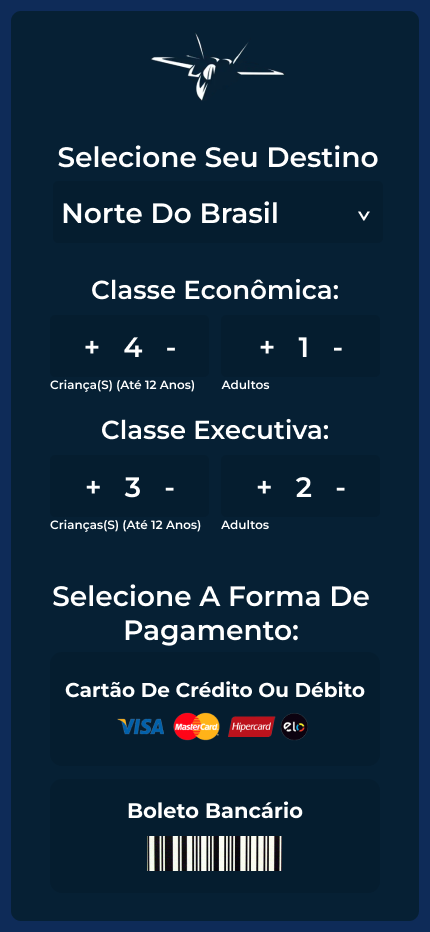 Selecione Seu Destino
Norte Do Brasil v
Classe Econômica:
+ 4 - + 1 -
Criança(S) (Até 12 Anos) Adultos
Classe Executiva:
+ 3 - + 2 -
Crianças(S) (Até 12 Anos) Adultos
Selecione A Forma De
Pagamento:
Cartão De Crédito Ou Débito
VISA MasterCard Hipercard elo
Boleto Bancário